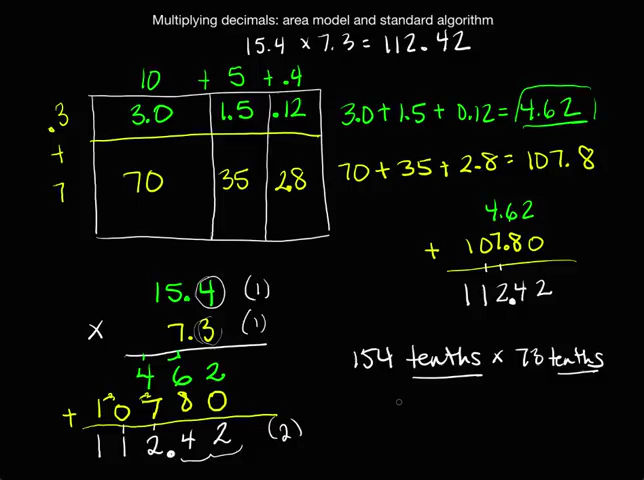 Multiplying decimals: area model and standard algorithm
15.4 × 7.3 = 112.42
10 + 5 + .4
.3 3.0 1.5 .12
+
7 70 35 2.8
3.0 + 1.5 + 0.12 = 4.62
70 + 35 + 2.8 = 107.8
4.62
+ 107.80
112.42
15.4 (1)
× 7.3 (1)
462
+ 10780
112.42 (2)
154 tenths × 73 tenths